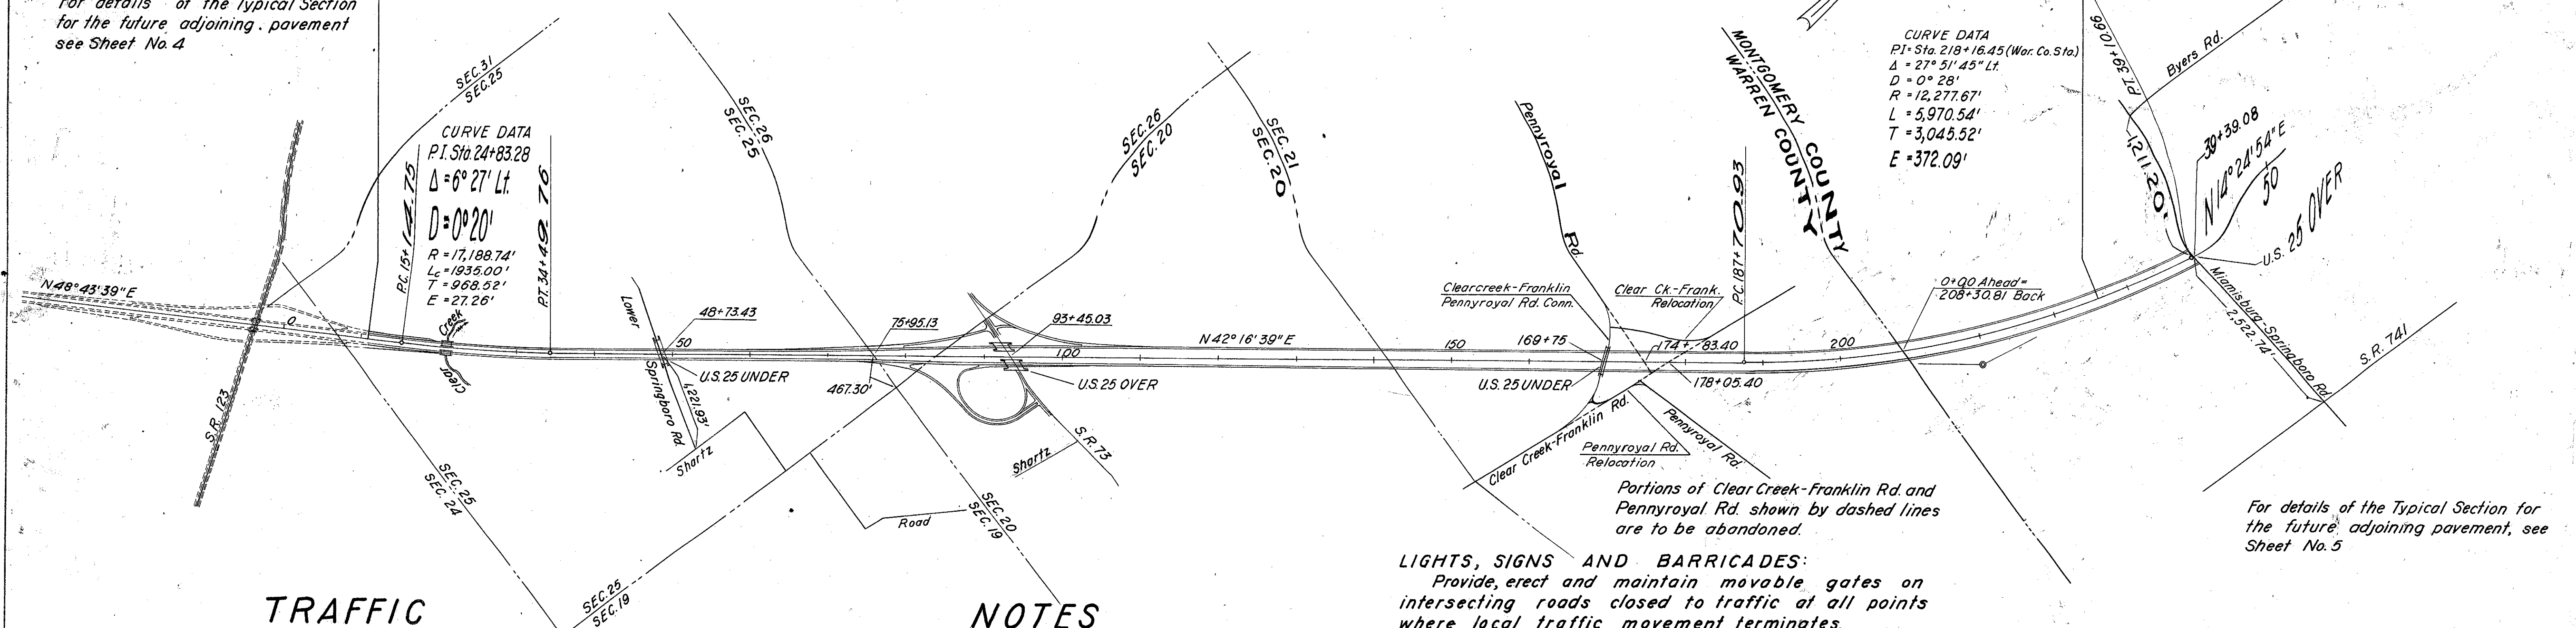 For details of the Typical Section
for the future adjoining. pavement
see Sheet No. 4
N 48° 43' 39" E
S.R. 123
0
SEC. 31
SEC. 25
P.C. 15+14.75
CURVE DATA
P.I. Sta. 24+83.28
Δ = 6° 27' Lt.
D = 0° 20'
R = 17,188.74'
Lc = 1935.00'
T = 968.52'
E = 27.26'
P.T. 34+49.76
Clear
Creek
SEC. 25
SEC. 24
Lower
Springboro Rd.
48+73.43
50
U.S. 25 UNDER
1,221.93'
Shartz
SEC. 26
SEC. 25
75+95.13
467.30'
93+45.03
100
U.S. 25 OVER
SEC. 26
SEC. 20
S.R. 73
Shartz
Road
SEC. 20
SEC. 19
SEC. 25
SEC. 19
N 42° 16' 39" E
SEC. 21
SEC. 20
150
Pennyroyal
Rd.
Clearcreek-Franklin
Pennyroyal Rd. Conn.
Clear Ck.-Frank.
Relocation
169+75
174+83.40
178+05.40
U.S. 25 UNDER
P.C. 187+70.93
Clear Creek-Franklin Rd.
Pennyroyal Rd.
Relocation
Pennyroyal Rd.
MONTGOMERY COUNTY
WARREN COUNTY
200
0+00 Ahead =
208+30.81 Back
CURVE DATA
P.I = Sta. 218+16.45 (War. Co. Sta.)
Δ = 27° 51' 45" Lt.
D = 0° 28'
R = 12,277.67'
L = 5,970.54'
T = 3,045.52'
E = 372.09'
P.T. 39+10.69
Byers Rd.
1,211.20'
39+39.08
N 14° 24' 54" E
50
U.S. 25 OVER
Miamisburg-Springboro Rd.
2,522.74'
S.R. 741
Portions of Clear Creek-Franklin Rd. and
Pennyroyal Rd. shown by dashed lines
are to be abandoned.
For details of the Typical Section for
the future adjoining pavement, see
Sheet No. 5
TRAFFIC
NOTES
LIGHTS, SIGNS AND BARRICADES:
Provide, erect and maintain movable gates on
intersecting roads closed to traffic at all points
where local traffic movement terminates.